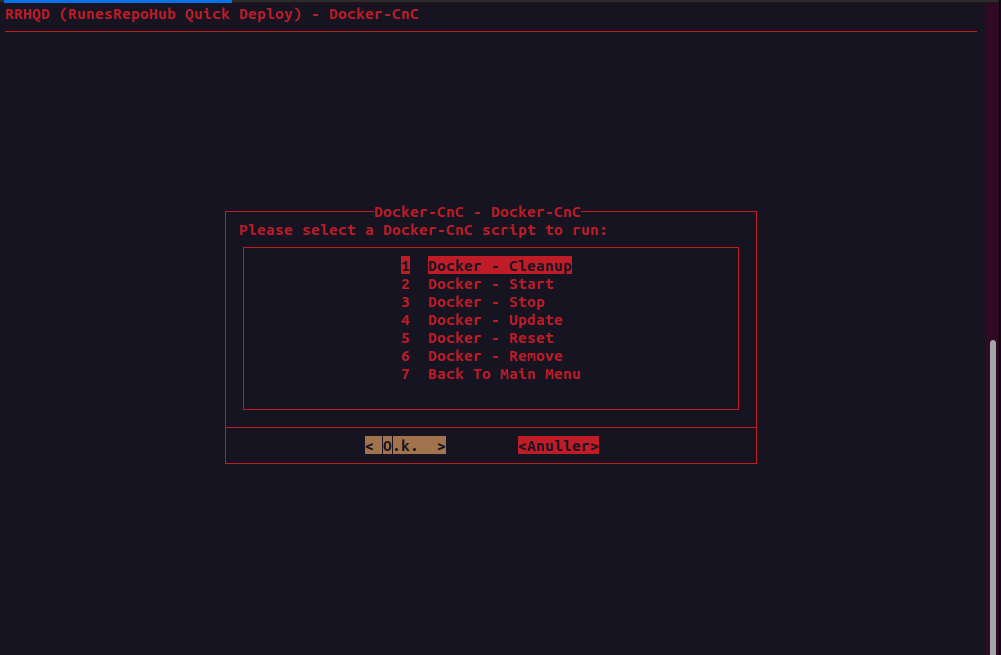 RRHQD (RunesRepoHub Quick Deploy) - Docker-CnC
Docker-CnC - Docker-CnC
Please select a Docker-CnC script to run:
1 Docker - Cleanup
2 Docker - Start
3 Docker - Stop
4 Docker - Update
5 Docker - Reset
6 Docker - Remove
7 Back To Main Menu
< O.k. > <Anuller>